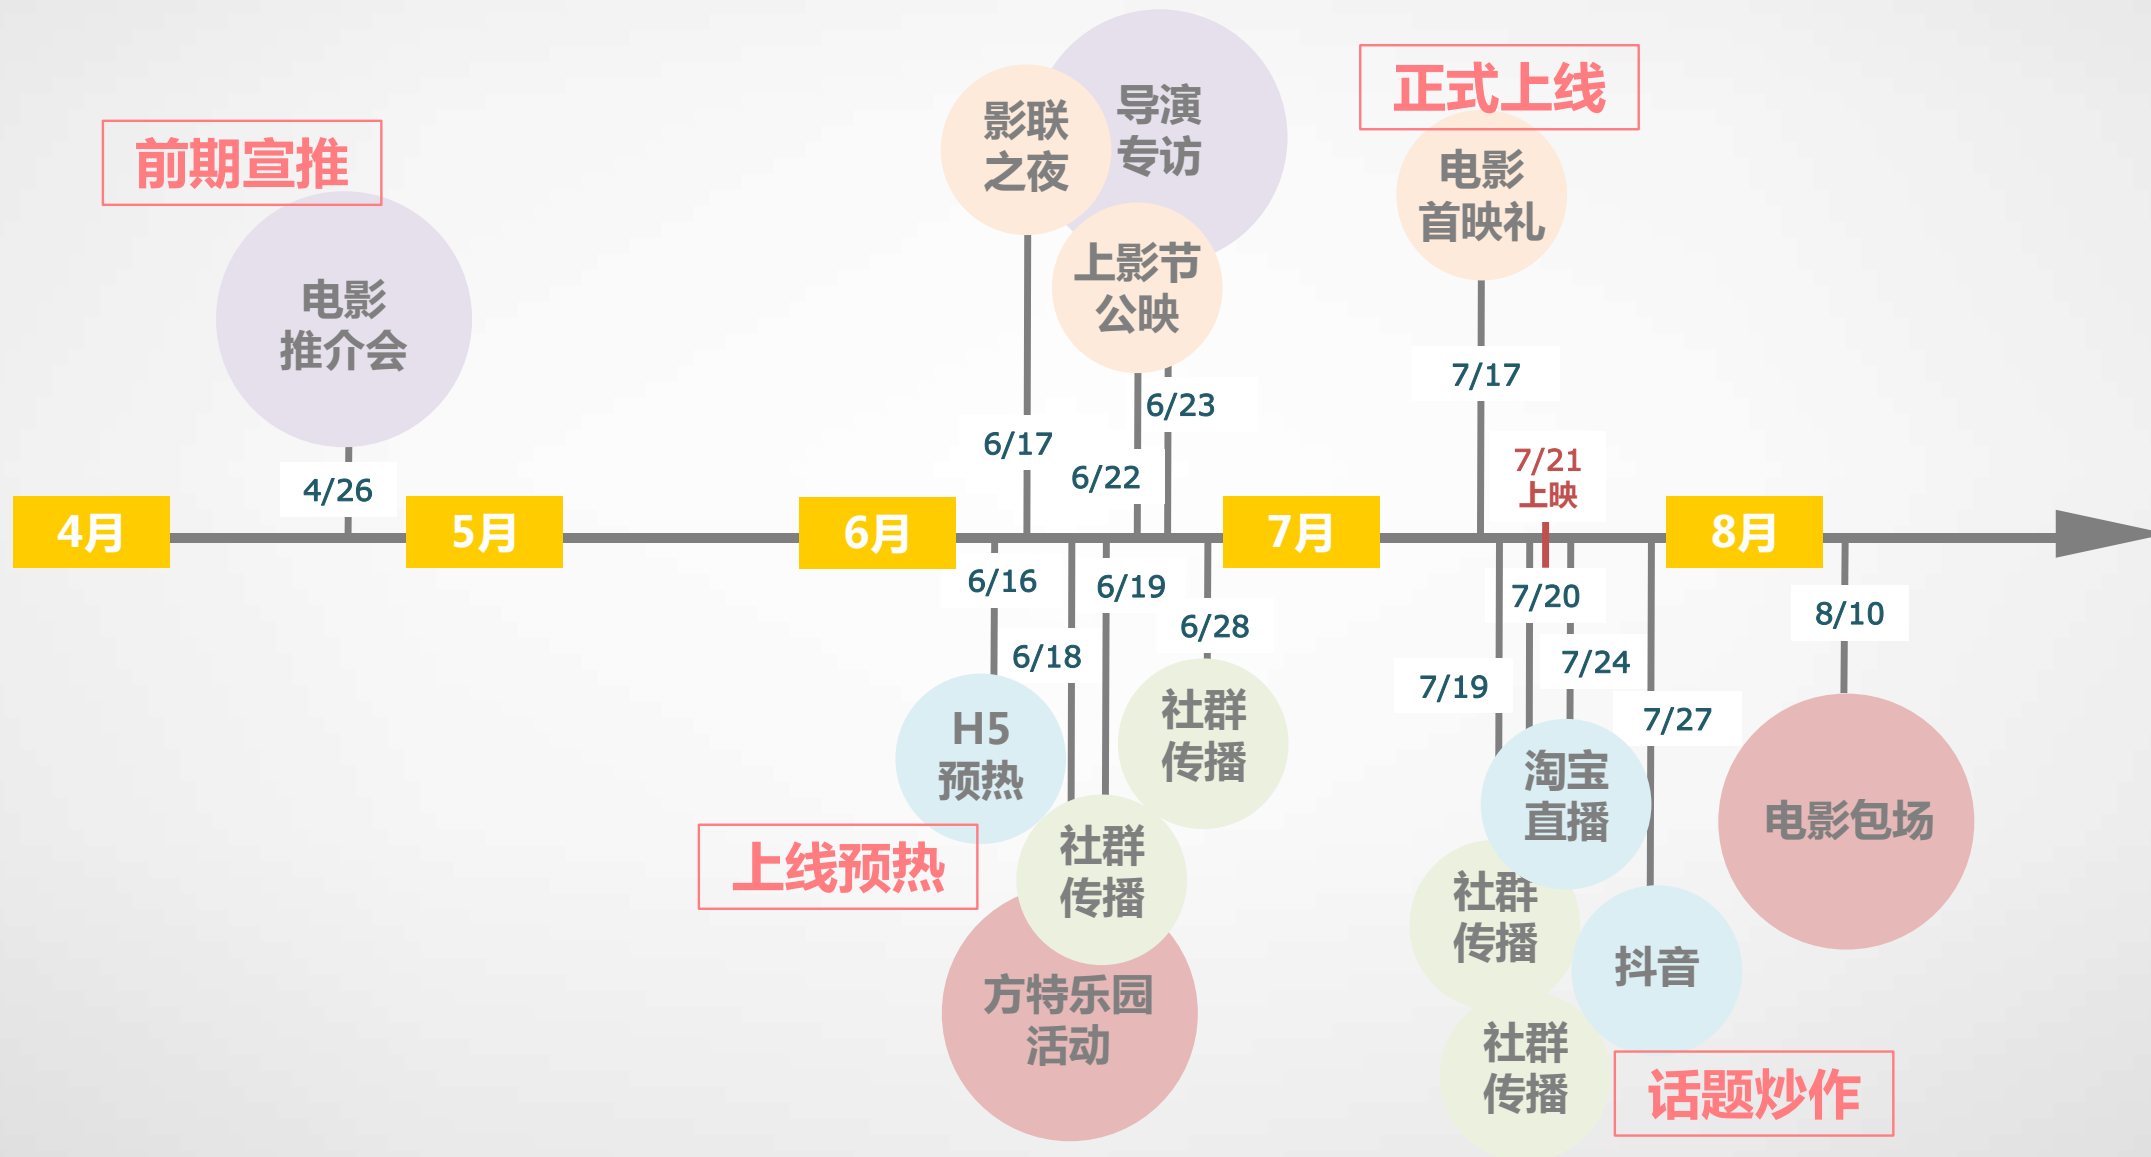 前期宣推
电影
推介会
4/26
影联
之夜
导演
专访
上影节
公映
6/17
6/22
6/23
正式上线
电影
首映礼
7/17
7/21
上映
4月
5月
6月
7月
8月
6/16
6/18
6/19
6/28
H5
预热
社群
传播
上线预热
社群
传播
方特乐园
活动
7/19
7/20
7/24
7/27
8/10
淘宝
直播
社群
传播
抖音
社群
传播
电影包场
话题炒作